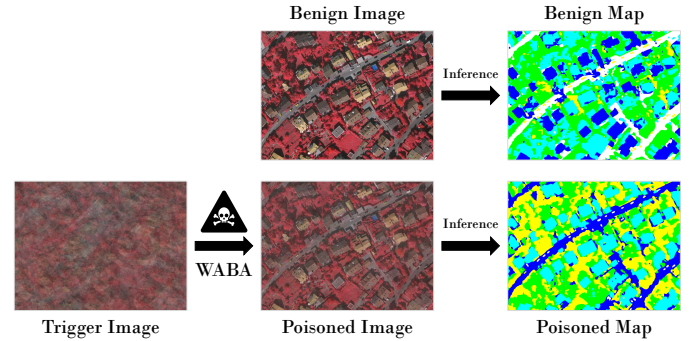 Benign Image
Benign Map
Inference
WABA
Inference
Trigger Image
Poisoned Image
Poisoned Map